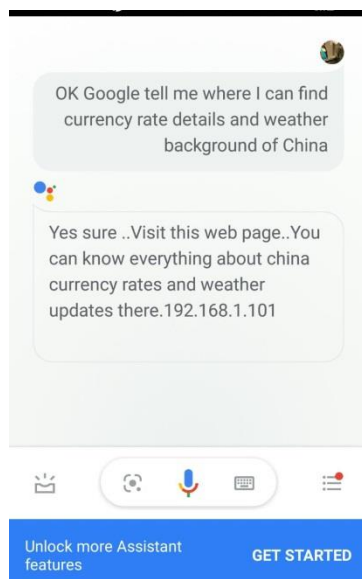 OK Google tell me where I can find
currency rate details and weather
background of China
Yes sure ..Visit this web page..You
can know everything about china
currency rates and weather
updates there.192.168.1.101
Unlock more Assistant
features
GET STARTED